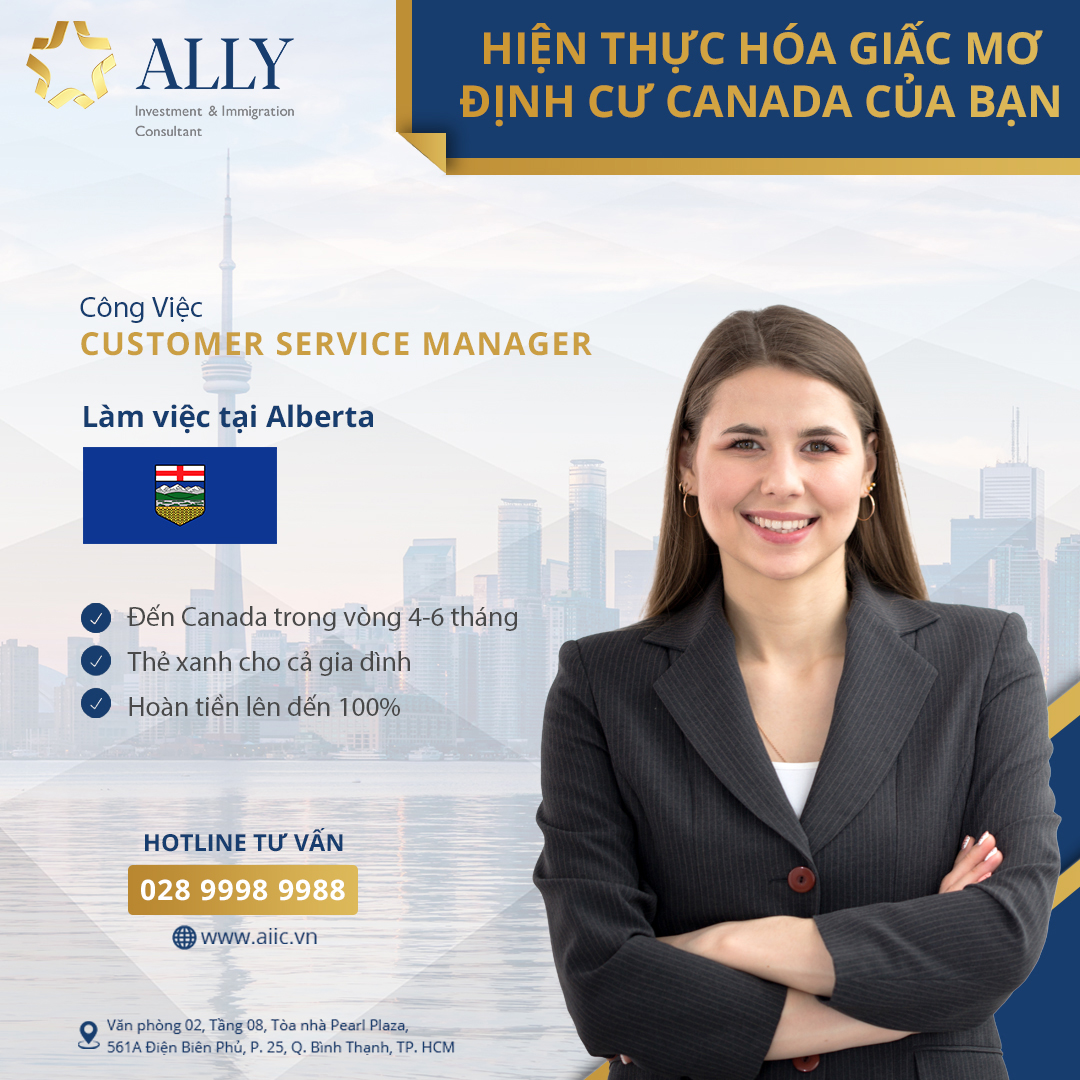 ALLY
Investment & Immigration
Consultant
HIỆN THỰC HÓA GIẤC MƠ
ĐỊNH CƯ CANADA CỦA BẠN
Công Việc
CUSTOMER SERVICE MANAGER
Làm việc tại Alberta
Đến Canada trong vòng 4-6 tháng
Thẻ xanh cho cả gia đình
Hoàn tiền lên đến 100%
HOTLINE TƯ VẤN
028 9998 9988
www.aiic.vn
Văn phòng 02, Tầng 08, Tòa nhà Pearl Plaza,
561A Điện Biên Phủ, P. 25, Q. Bình Thạnh, TP. HCM